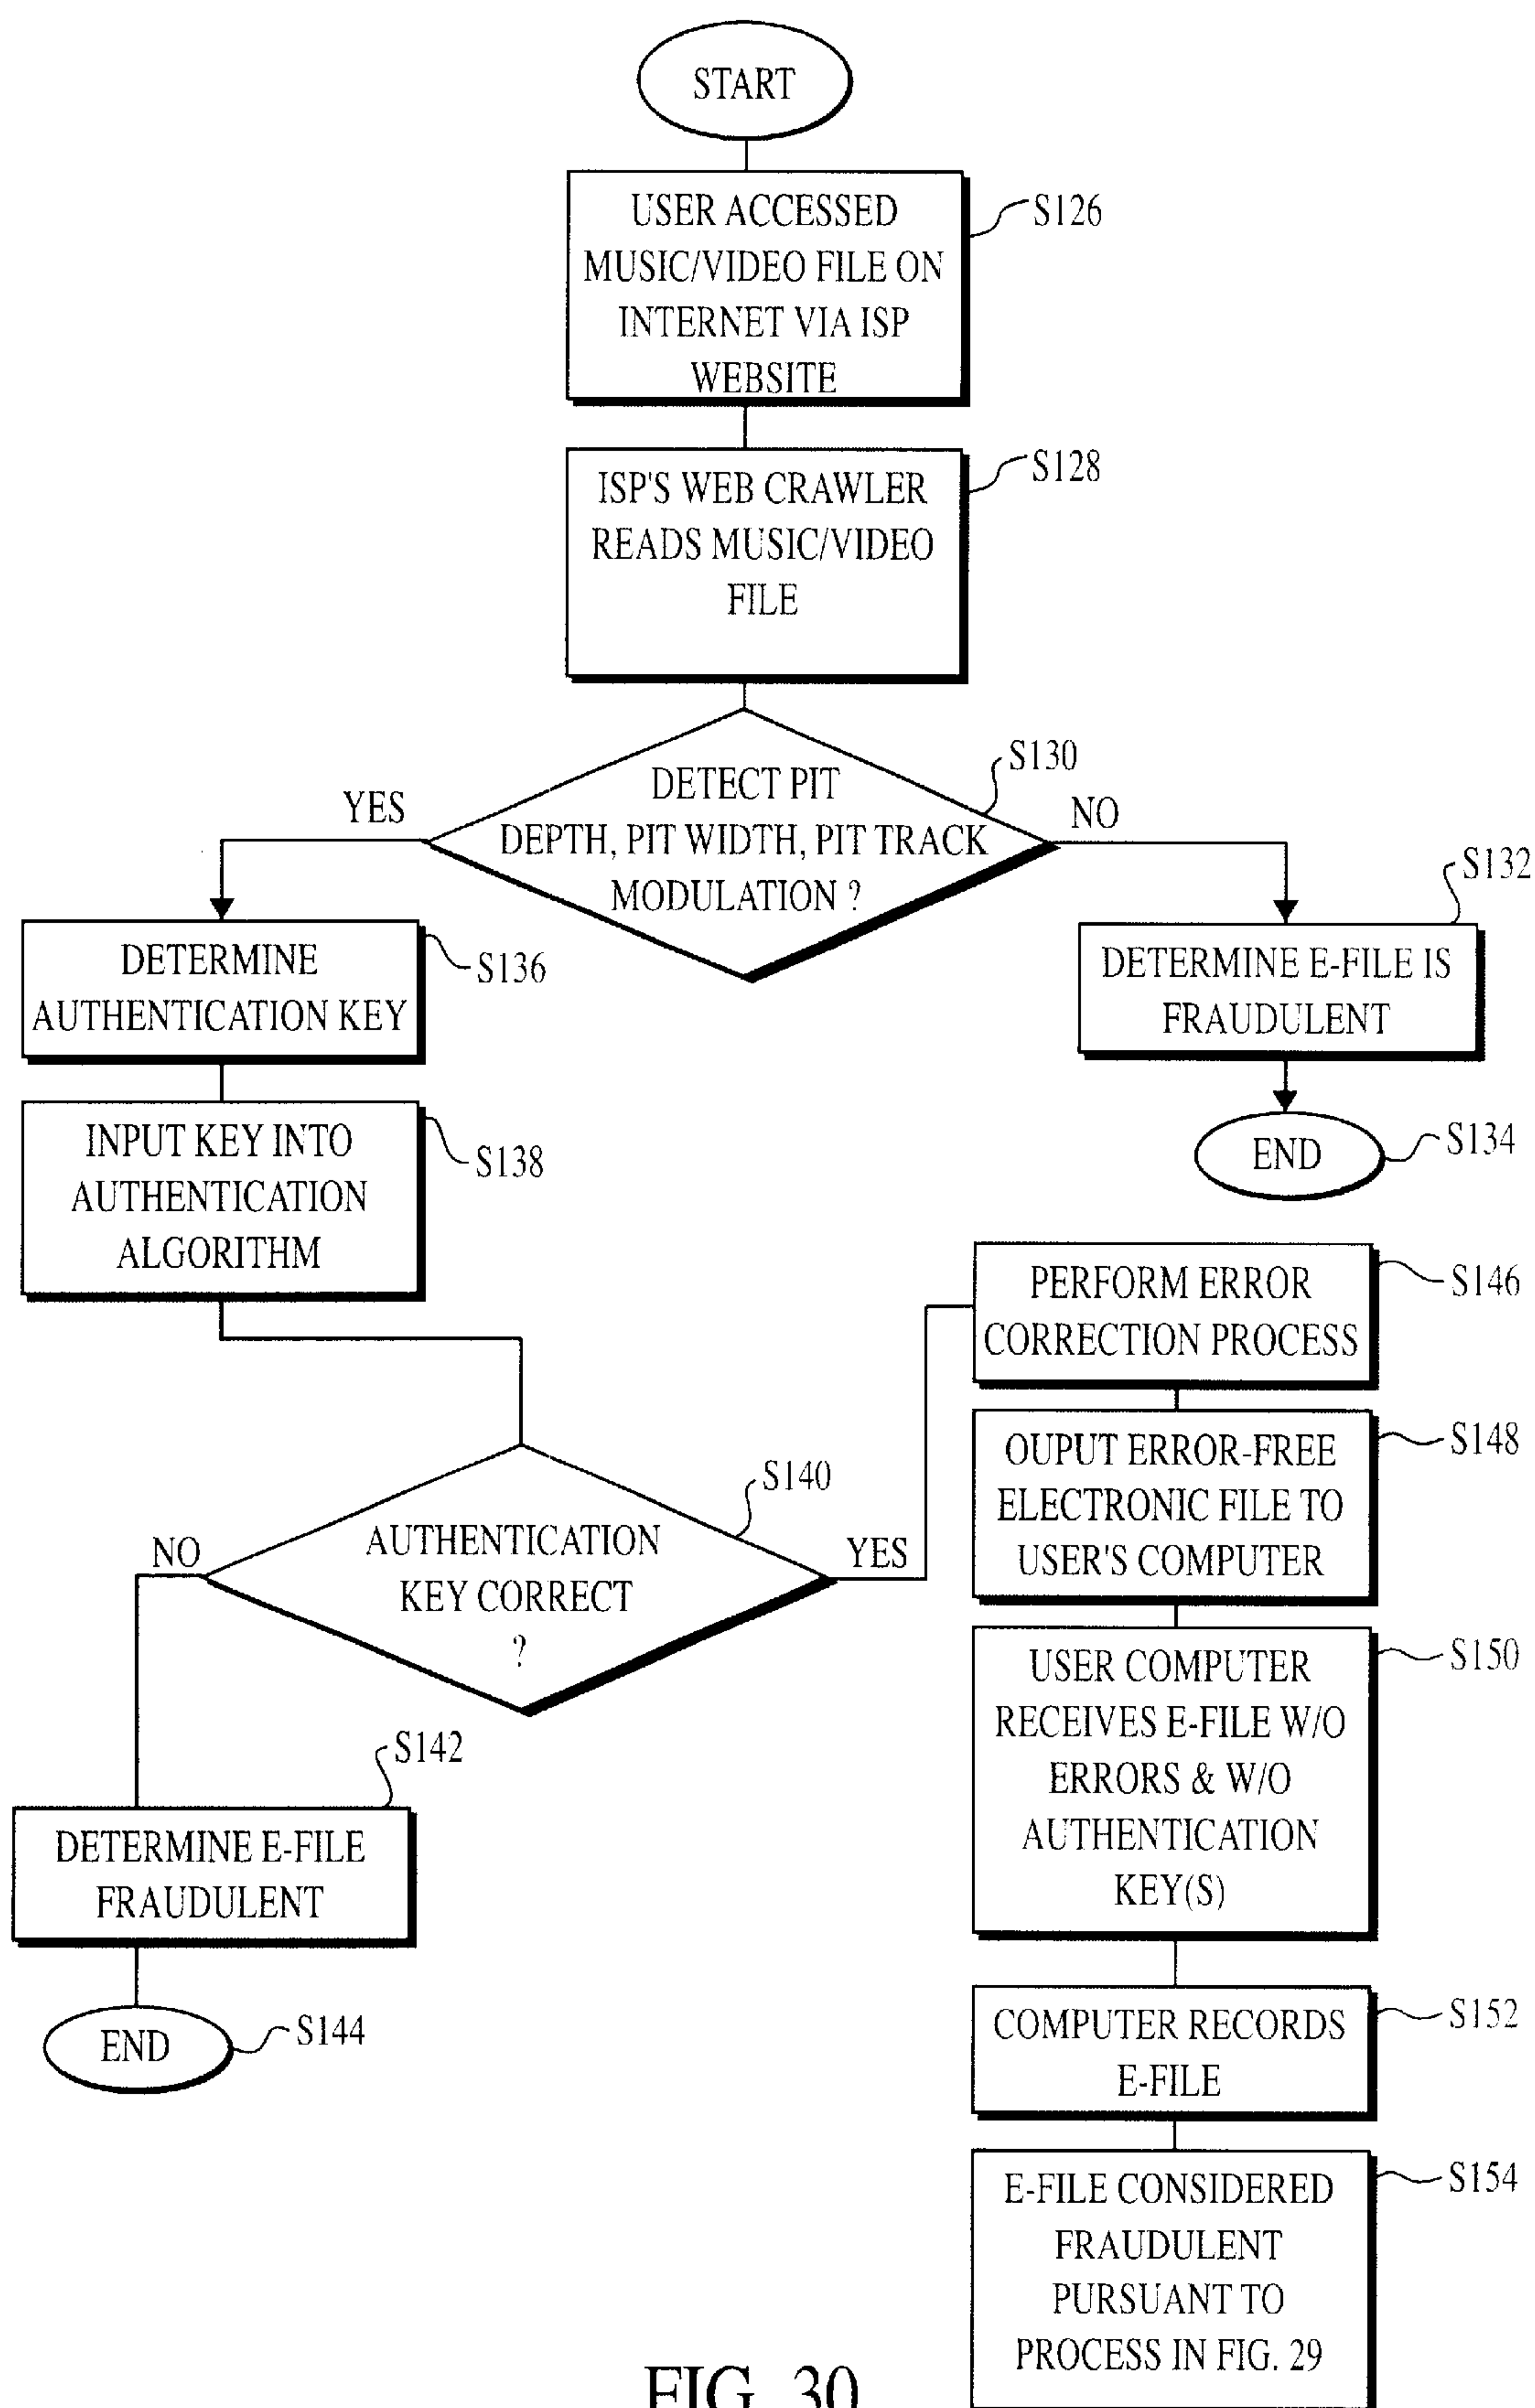 START
USER ACCESSED
MUSIC/VIDEO FILE ON
INTERNET VIA ISP
WEBSITE
S126
ISP'S WEB CRAWLER
READS MUSIC/VIDEO
FILE
S128
DETECT PIT
DEPTH, PIT WIDTH, PIT TRACK
MODULATION ?
S130
YES
NO
S132
DETERMINE E-FILE IS
FRAUDULENT
END
S134
DETERMINE
AUTHENTICATION KEY
S136
INPUT KEY INTO
AUTHENTICATION
ALGORITHM
S138
AUTHENTICATION
KEY CORRECT
?
S140
NO
YES
S142
DETERMINE E-FILE
FRAUDULENT
END
S144
PERFORM ERROR
CORRECTION PROCESS
S146
OUPUT ERROR-FREE
ELECTRONIC FILE TO
USER'S COMPUTER
S148
USER COMPUTER
RECEIVES E-FILE W/O
ERRORS & W/O
AUTHENTICATION
KEY(S)
S150
COMPUTER RECORDS
E-FILE
S152
E-FILE CONSIDERED
FRAUDULENT
PURSUANT TO
PROCESS IN FIG. 29
S154
FIG. 30